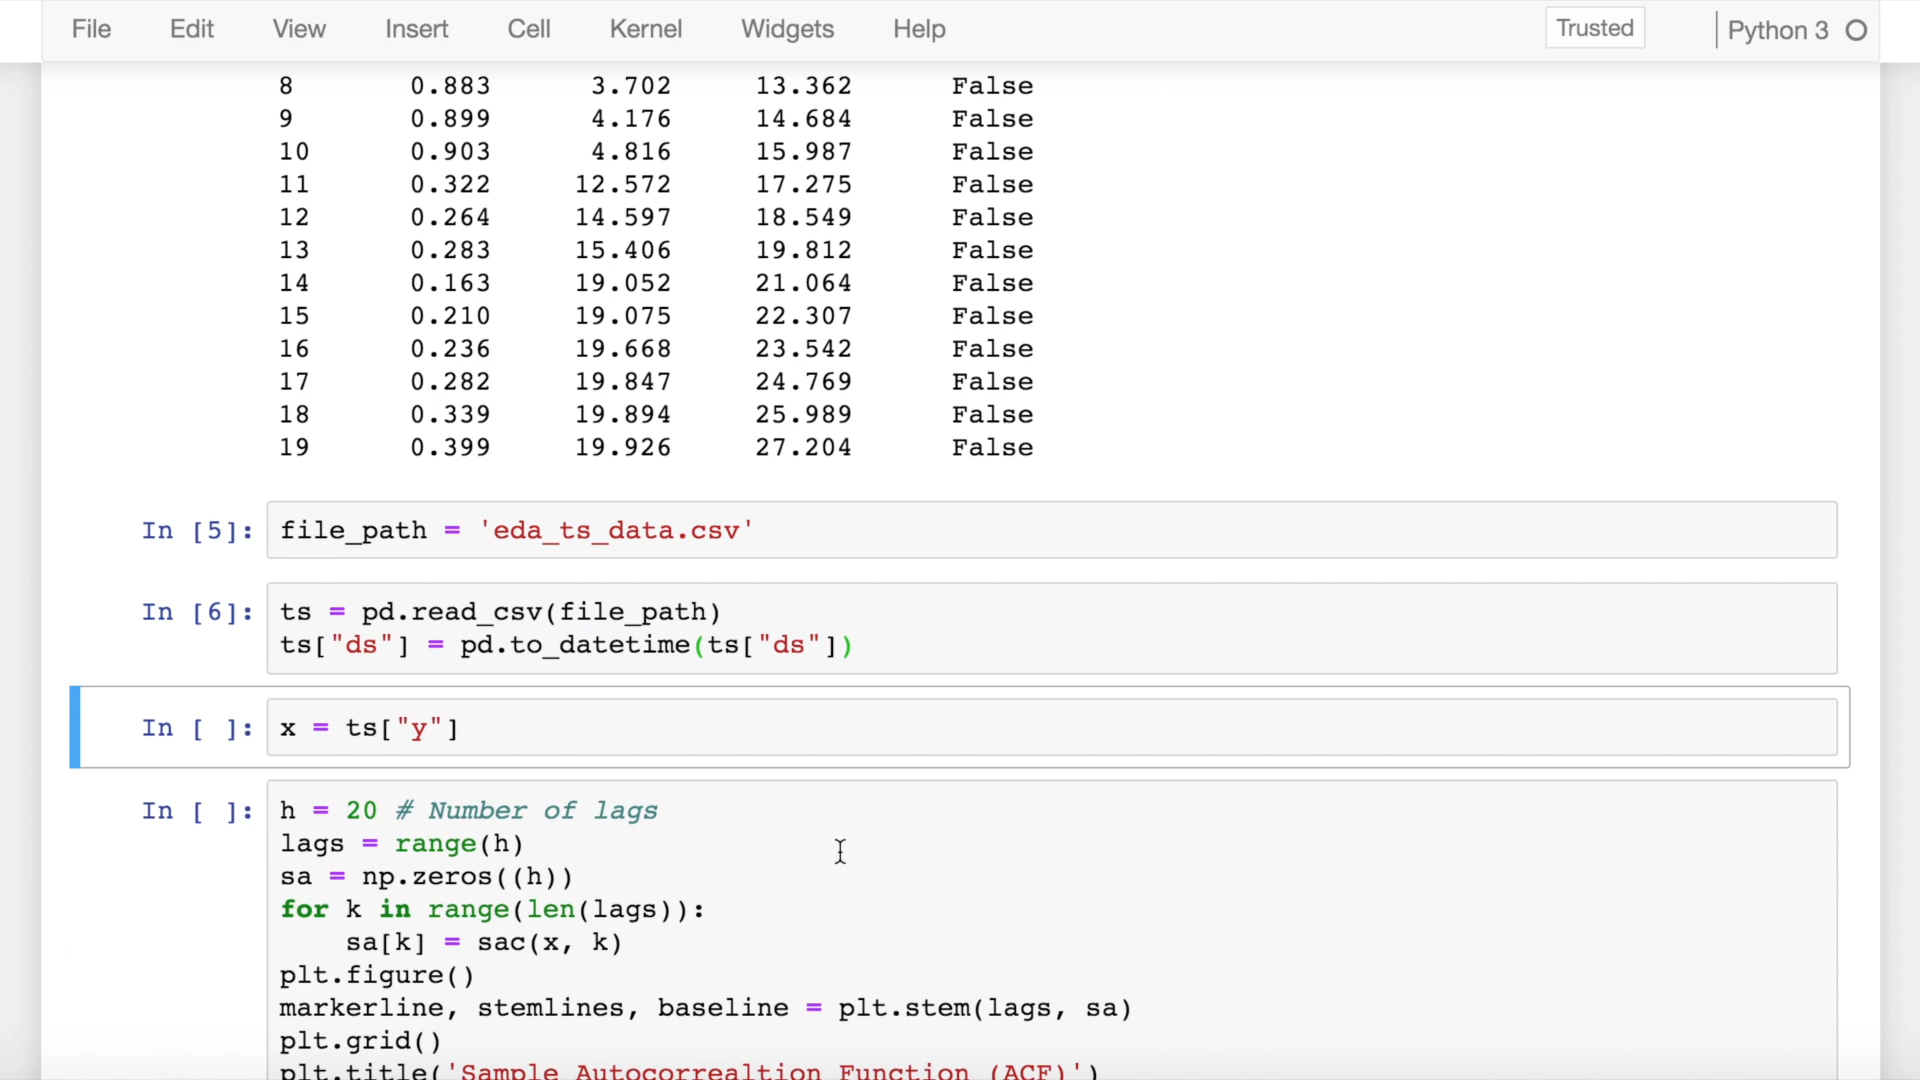 File Edit View Insert Cell Kernel Widgets Help Trusted Python 3
8 0.883 3.702 13.362 False
9 0.899 4.176 14.684 False
10 0.903 4.816 15.987 False
11 0.322 12.572 17.275 False
12 0.264 14.597 18.549 False
13 0.283 15.406 19.812 False
14 0.163 19.052 21.064 False
15 0.210 19.075 22.307 False
16 0.236 19.668 23.542 False
17 0.282 19.847 24.769 False
18 0.339 19.894 25.989 False
19 0.399 19.926 27.204 False
In [5]: file_path = 'eda_ts_data.csv'
In [6]: ts = pd.read_csv(file_path)
ts["ds"] = pd.to_datetime(ts["ds"])
In [ ]: x = ts["y"]
In [ ]: h = 20 # Number of lags
lags = range(h)
sa = np.zeros((h))
for k in range(len(lags)):
    sa[k] = sac(x, k)
plt.figure()
markerline, stemlines, baseline = plt.stem(lags, sa)
plt.grid()
plt.title('Sample Autocorrealtion Function (ACF)')